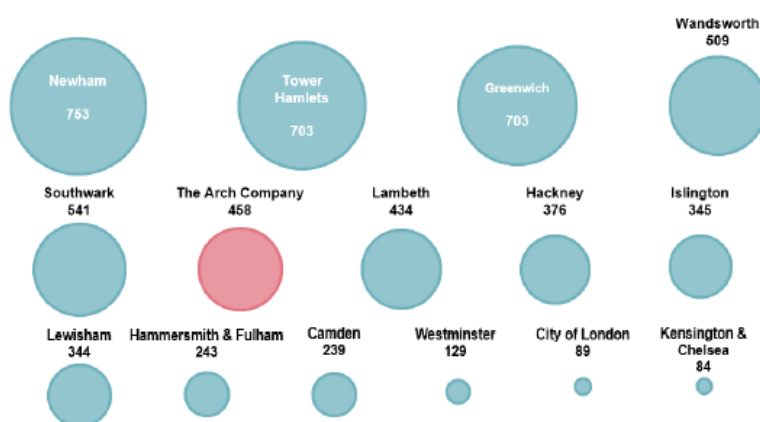 Wandsworth
509
Newham
753
Tower
Hamlets
703
Greenwich
703
Southwark
541
The Arch Company
458
Lambeth
434
Hackney
376
Islington
345
Lewisham
344
Hammersmith & Fulham
243
Camden
239
Westminster
129
City of London
89
Kensington &
Chelsea
84